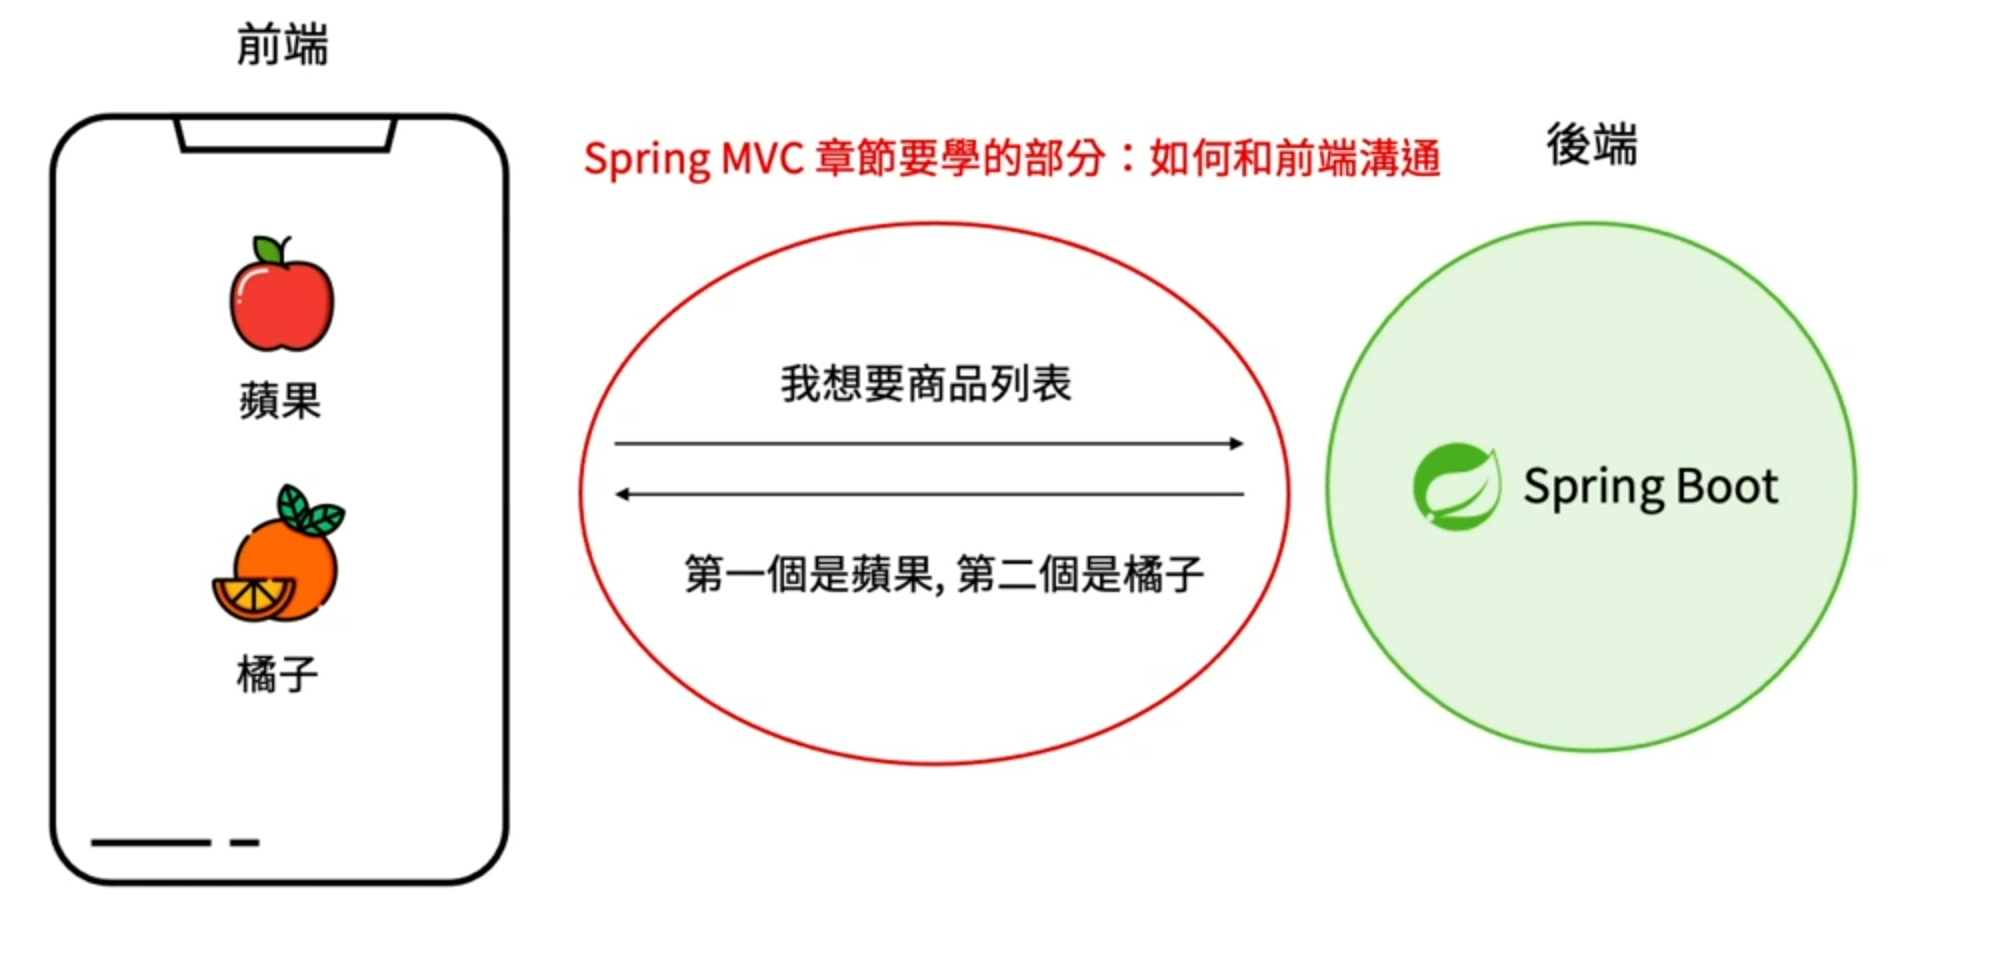 前端
Spring MVC 章節要學的部分：如何和前端溝通
後端
蘋果
橘子
我想要商品列表
第一個是蘋果, 第二個是橘子
Spring Boot